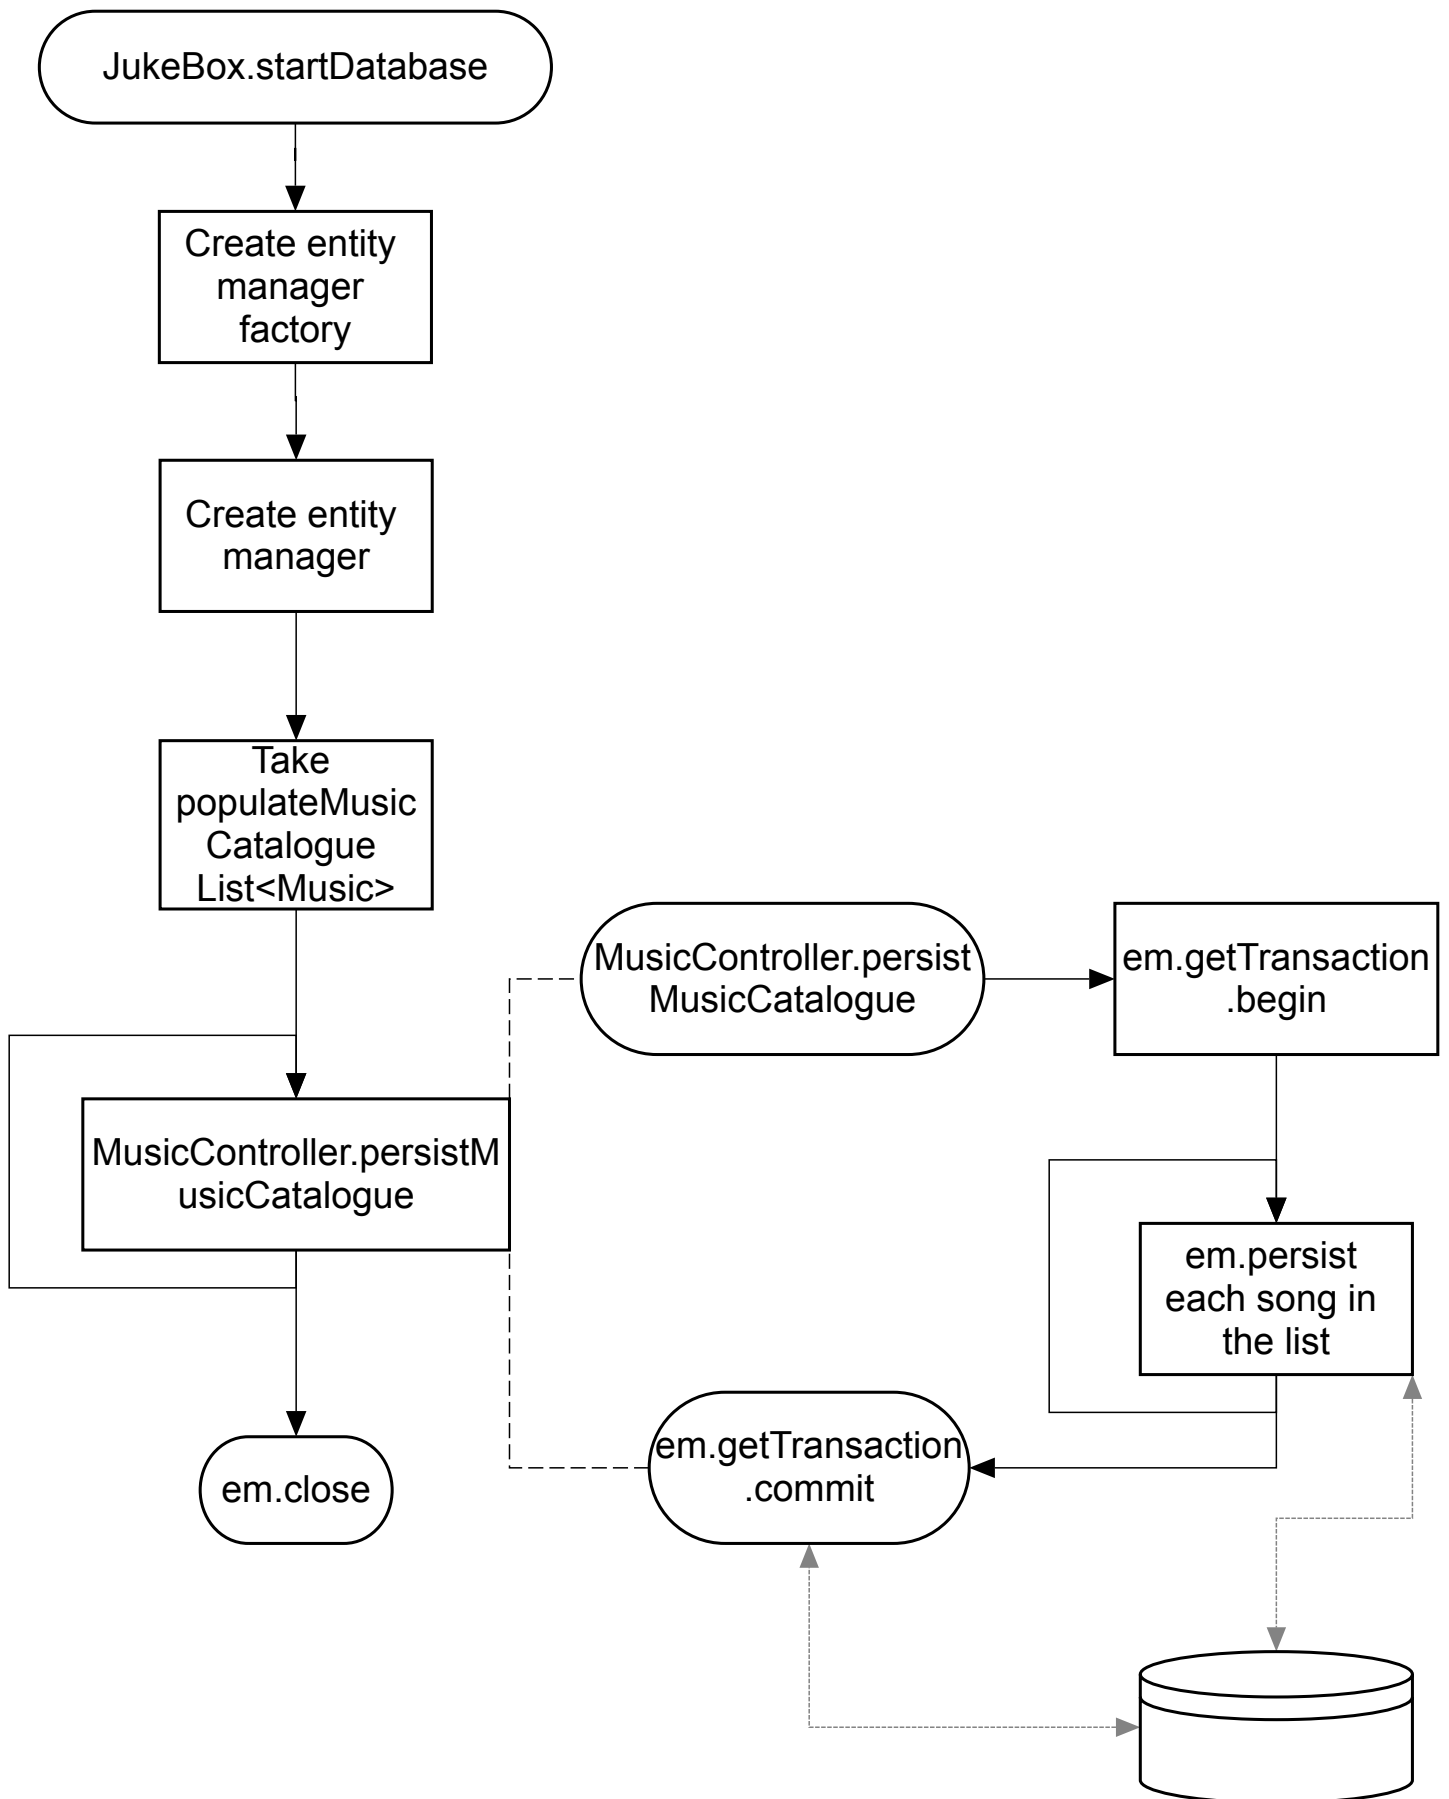 JukeBox.startDatabase
Create entity
manager
factory
Create entity
manager
Take
populateMusic
Catalogue
List<Music>
MusicController.persistM
usicCatalogue
em.close
MusicController.persist
MusicCatalogue
em.getTransaction
.begin
em.persist
each song in
the list
em.getTransaction
.commit